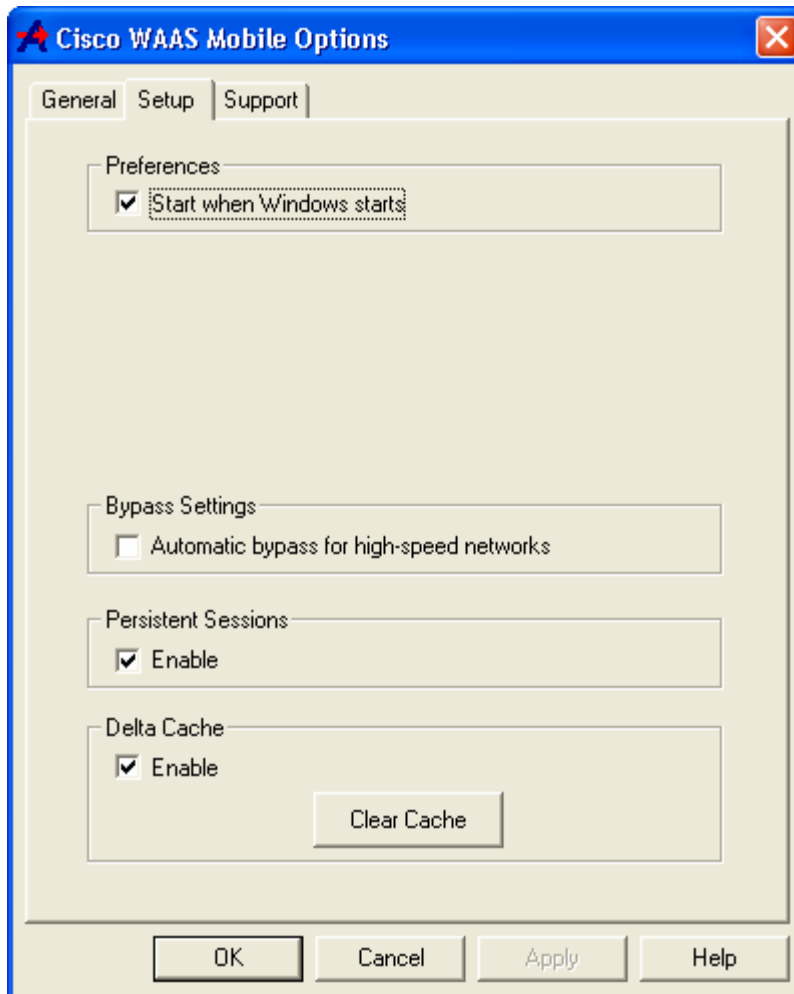 Cisco WAAS Mobile Options
General Setup Support
Preferences
Start when Windows starts
Bypass Settings
Automatic bypass for high-speed networks
Persistent Sessions
Enable
Delta Cache
Enable
Clear Cache
OK Cancel Apply Help